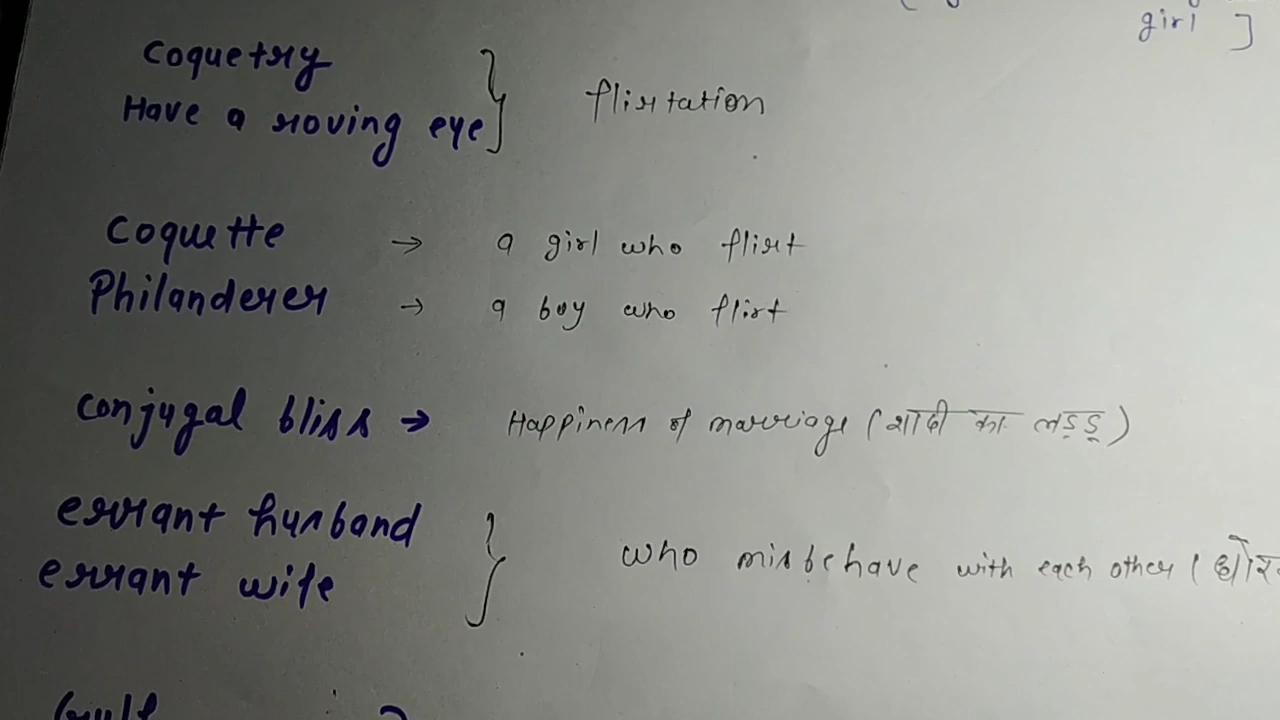 girl ]
Coquetry
Have a roving eye } flirtation
Coquette → a girl who flirt
Philanderer → a boy who flirt
Conjugal bliss → Happiness of marriage (शादी का लड़डू)
errant husband
errant wife } who misbehave with each other (